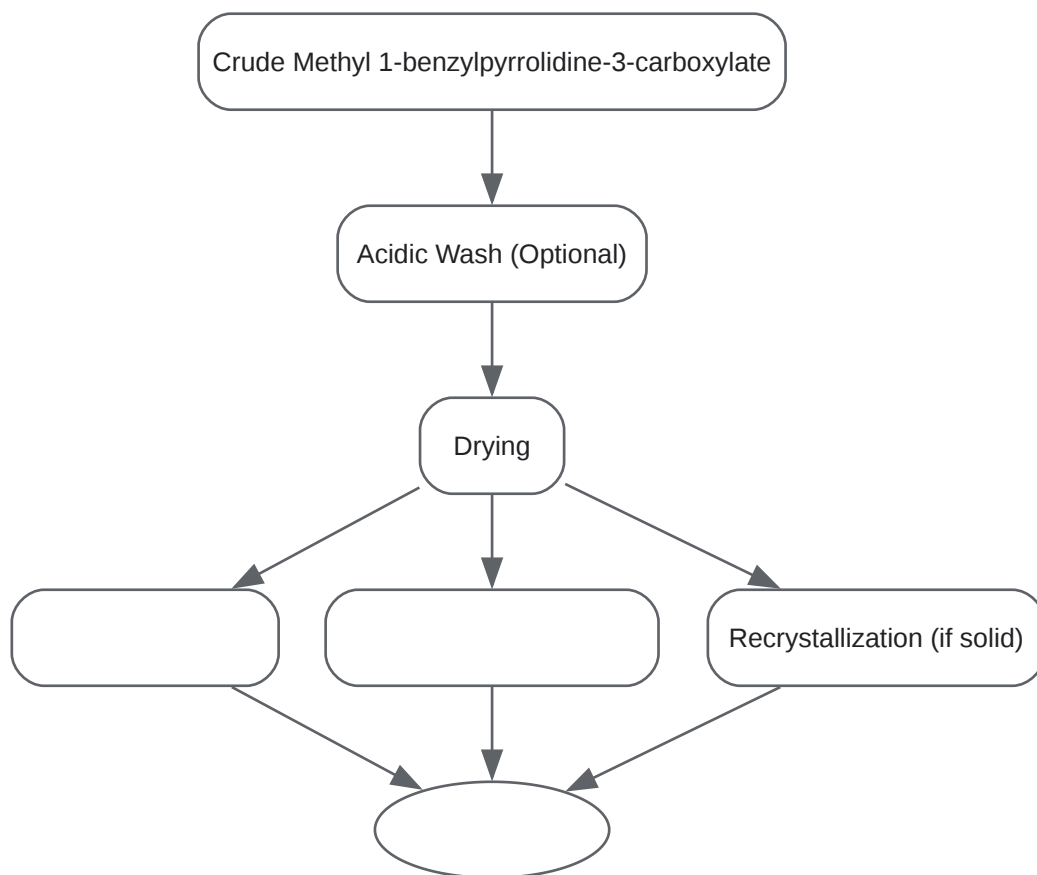 Crude Methyl 1-benzylpyrrolidine-3-carboxylate
Acidic Wash (Optional)
Drying
Recrystallization (if solid)